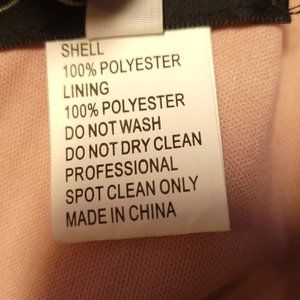 SHELL
100% POLYESTER
LINING
100% POLYESTER
DO NOT WASH
DO NOT DRY CLEAN
PROFESSIONAL
SPOT CLEAN ONLY
MADE IN CHINA